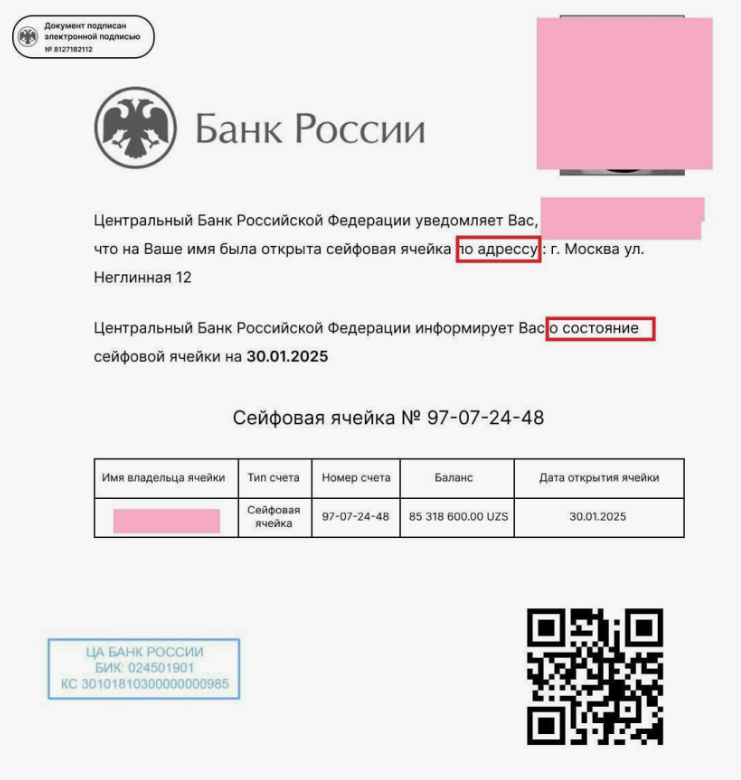 Документ подписан
электронной подписью
№ 8127182112
Банк России
Центральный Банк Российской Федерации уведомляет Вас,
что на Ваше имя была открыта сейфовая ячейка по адрессу : г. Москва ул.
Неглинная 12
Центральный Банк Российской Федерации информирует Вас о состояние
сейфовой ячейки на 30.01.2025
Сейфовая ячейка № 97-07-24-48
Имя владельца ячейки Тип счета Номер счета Баланс Дата открытия ячейки
Сейфовая
ячейка
97-07-24-48 85 318 600.00 UZS 30.01.2025
ЦА БАНК РОССИИ
БИК: 024501901
КС 30101810300000000985